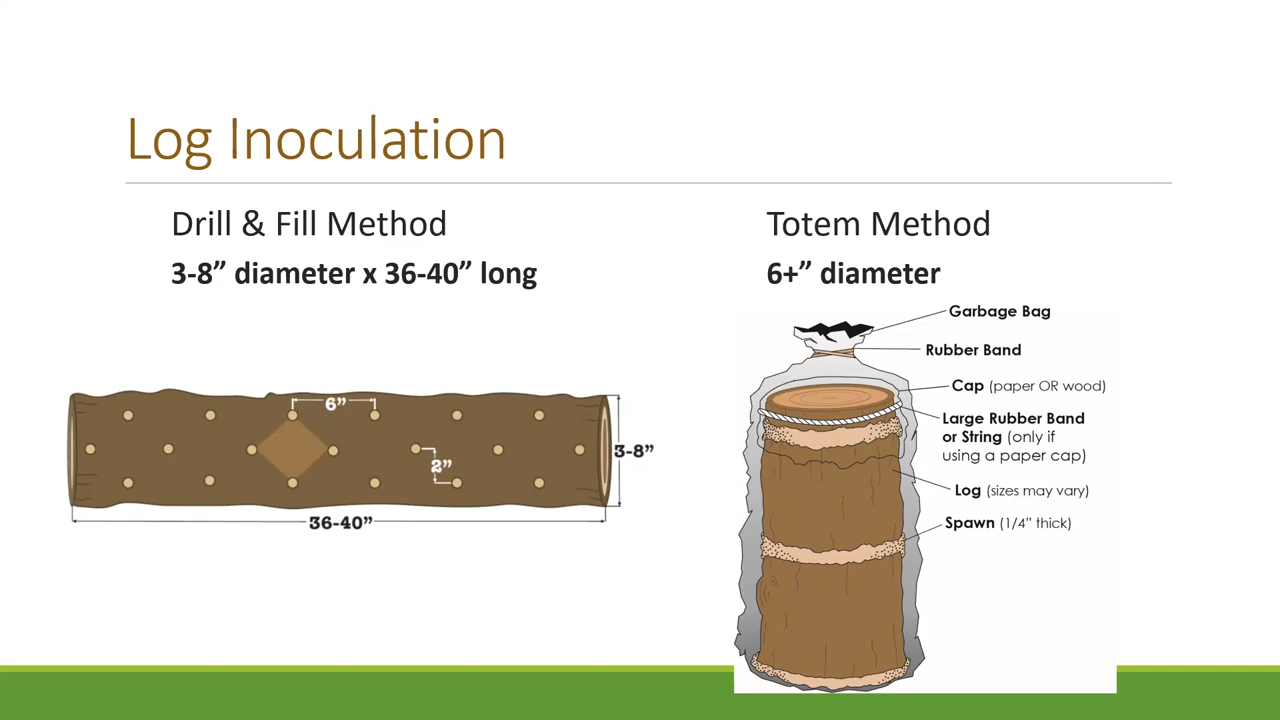 Log Inoculation
Drill & Fill Method
3-8” diameter x 36-40” long
6”
2”
3-8”
36-40”
Totem Method
6+” diameter
Garbage Bag
Rubber Band
Cap (paper OR wood)
Large Rubber Band
or String (only if
using a paper cap)
Log (sizes may vary)
Spawn (1/4” thick)